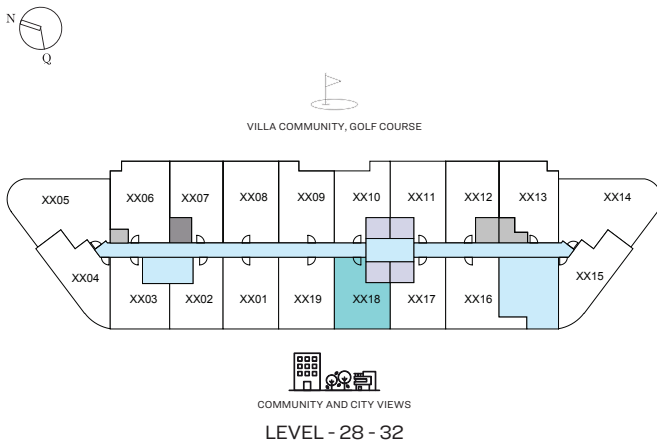 N
Q
VILLA COMMUNITY, GOLF COURSE
XX05 XX06 XX07 XX08 XX09 XX10 XX11 XX12 XX13 XX14
XX04 XX03 XX02 XX01 XX19 XX18 XX17 XX16 XX15
COMMUNITY AND CITY VIEWS
LEVEL - 28 - 32